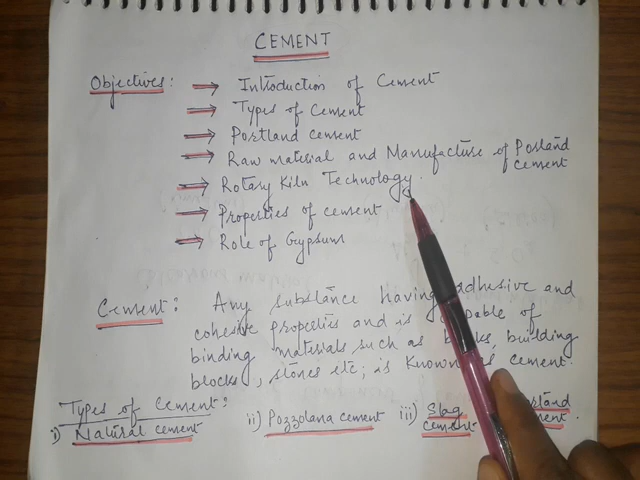 CEMENT
Objectives: → Introduction of Cement
→ Types of Cement
→ Portland cement
→ Raw material and Manufacture of Portland cement
→ Rotary Kiln Technology.
→ Properties of cement
→ Role of Gypsum
Cement: Any substance having adhesive and
cohesive properties and is of
binding materials such as building
blocks, stones etc; is known cement.
Types of Cement:
i) Natural cement ii) Pozzolana cement iii) Slag cement